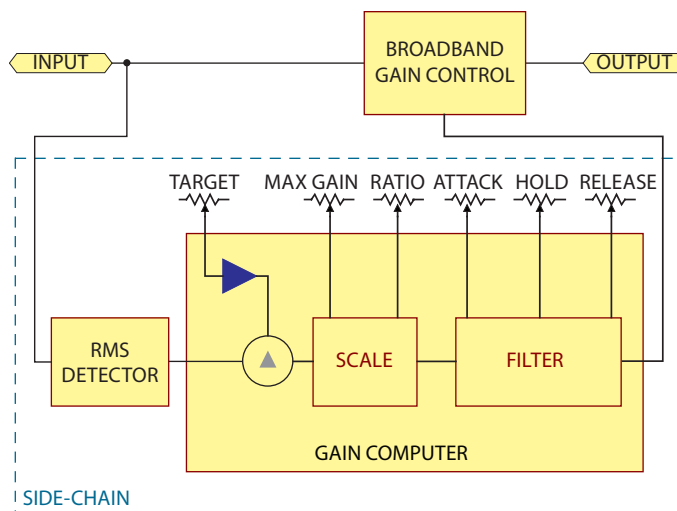 BROADBAND
GAIN CONTROL
INPUT
OUTPUT
TARGET
MAX GAIN
RATIO
ATTACK
HOLD
RELEASE
RMS
DETECTOR
SCALE
FILTER
GAIN COMPUTER
SIDE-CHAIN